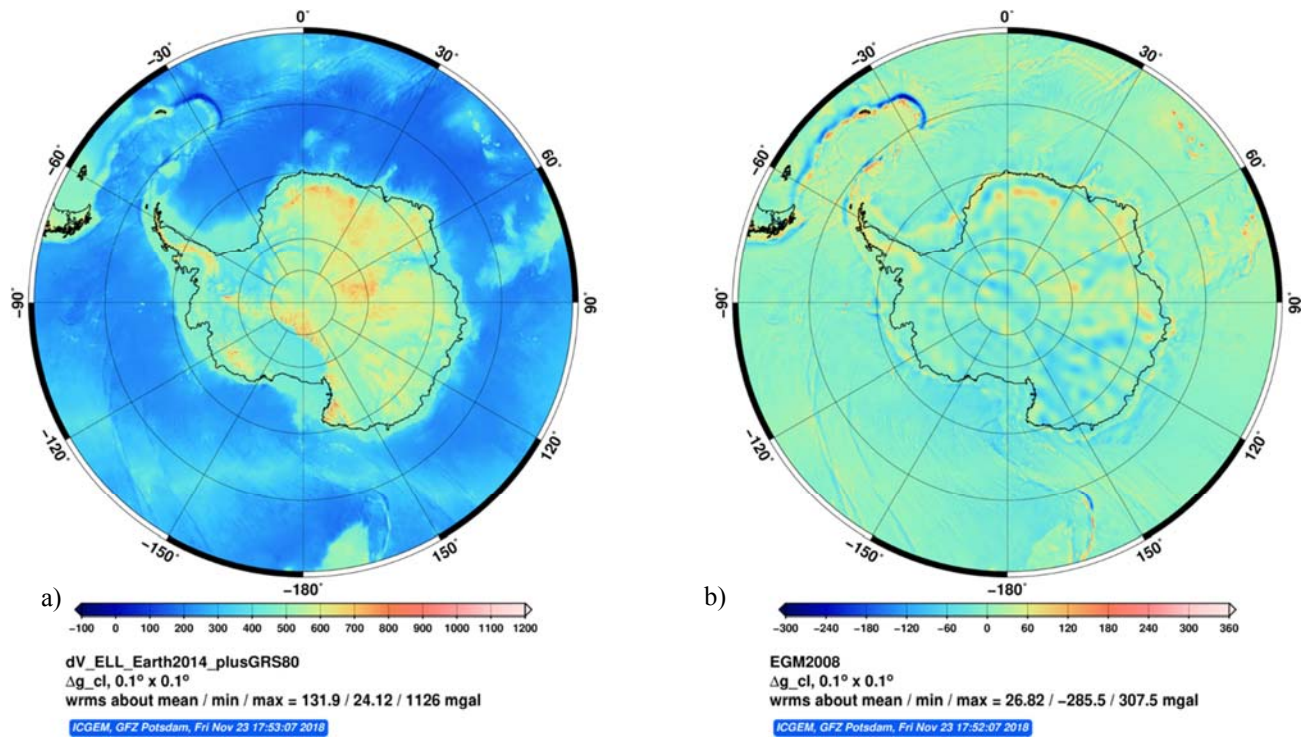 0°
30°
60°
90°
120°
150°
−180°
−150°
−120°
−90°
−60°
−30°
a)
−100 0 100 200 300 400 500 600 700 800 900 1000 1100 1200
dV_ELL_Earth2014_plusGRS80
Δg_cl, 0.1° x 0.1°
wrms about mean / min / max = 131.9 / 24.12 / 1126 mgal
ICGEM, GFZ Potsdam, Fri Nov 23 17:53:07 2018
0°
30°
60°
90°
120°
150°
−180°
−150°
−120°
−90°
−60°
−30°
b)
−300 −240 −180 −120 −60 0 60 120 180 240 300 360
EGM2008
Δg_cl, 0.1° x 0.1°
wrms about mean / min / max = 26.82 / −285.5 / 307.5 mgal
ICGEM, GFZ Potsdam, Fri Nov 23 17:52:07 2018